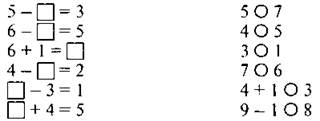 5 – □ = 3
6 – □ = 5
6 + 1 = □
4 – □ = 2
□ – 3 = 1
□ + 4 = 5
5 ○ 7
4 ○ 5
3 ○ 1
7 ○ 6
4 + 1 ○ 3
9 – 1 ○ 8